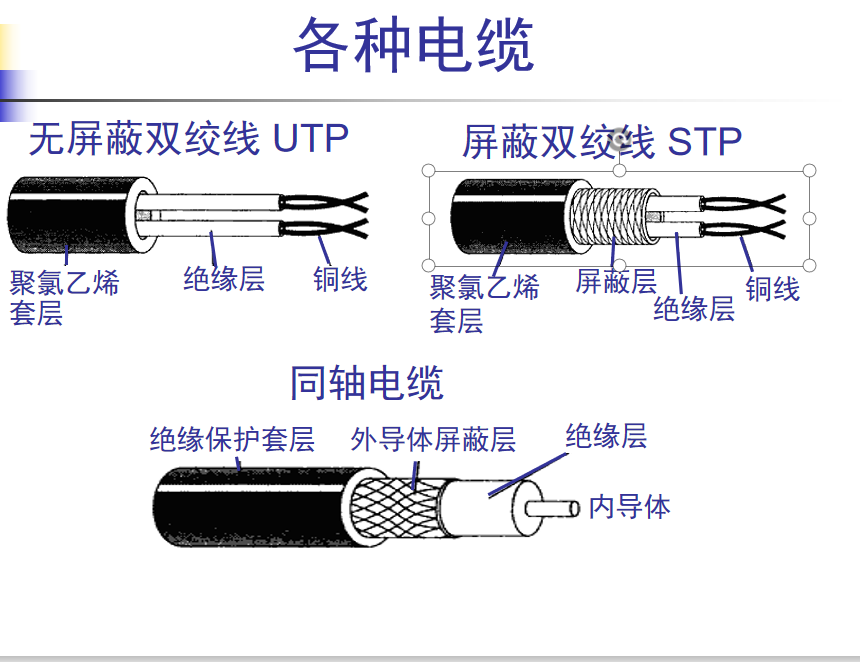 各种电缆
无屏蔽双绞线 UTP
屏蔽双绞线 STP
聚氯乙烯
套层
绝缘层
铜线
聚氯乙烯
套层
屏蔽层
绝缘层
铜线
同轴电缆
绝缘保护套层
外导体屏蔽层
绝缘层
内导体